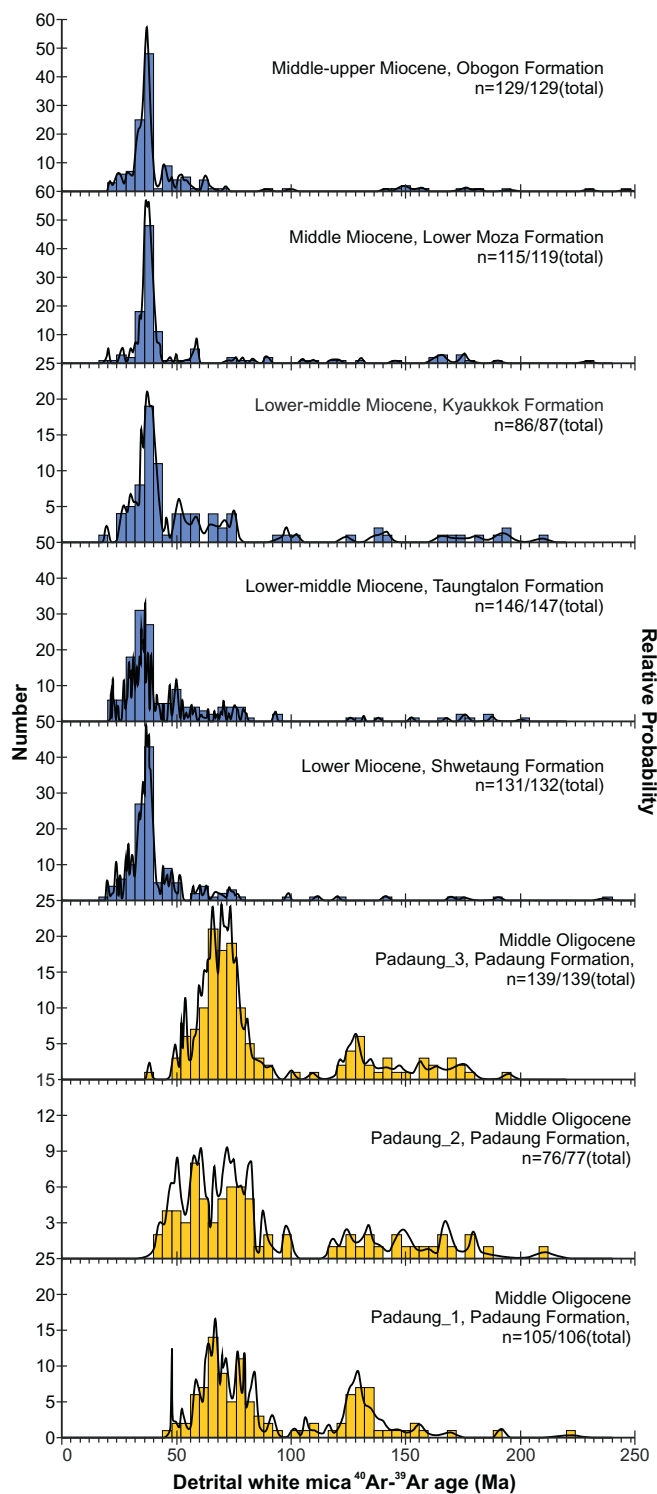 60
50
40
30
20
10
60
Middle-upper Miocene, Obogon Formation
n=129/129(total)
50
40
30
20
10
25
Middle Miocene, Lower Moza Formation
n=115/119(total)
20
15
10
5
50
Lower-middle Miocene, Kyaukkok Formation
n=86/87(total)
40
30
20
10
50
Lower-middle Miocene, Taungtalon Formation
n=146/147(total)
40
30
20
10
25
Lower Miocene, Shwetaung Formation
n=131/132(total)
20
15
10
5
15
Middle Oligocene
Padaung_3, Padaung Formation,
n=139/139(total)
12
9
6
3
25
Middle Oligocene
Padaung_2, Padaung Formation,
n=76/77(total)
20
15
10
5
0
Middle Oligocene
Padaung_1, Padaung Formation,
n=105/106(total)
0 50 100 150 200 250
Detrital white mica ⁴⁰Ar-³⁹Ar age (Ma)
Number
Relative Probability